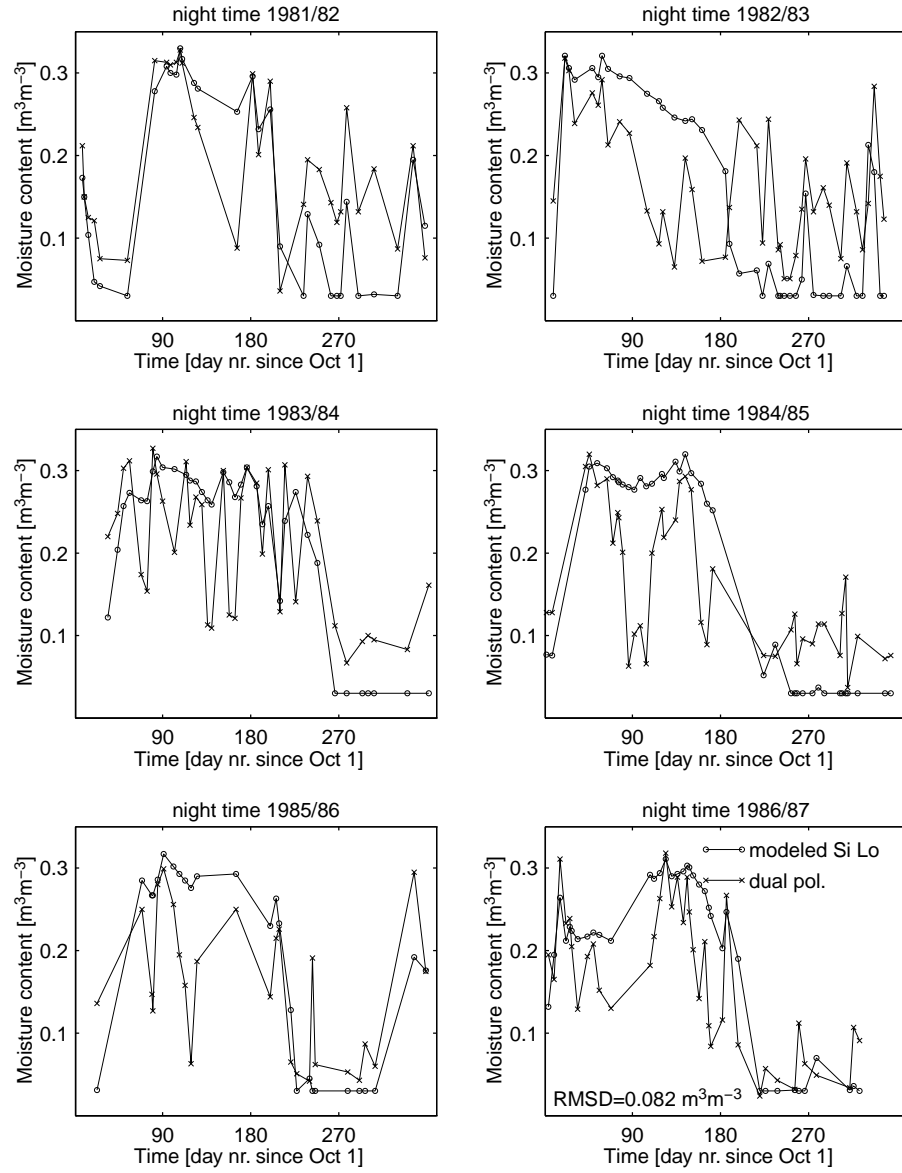 night time 1981/82
Moisture content [m³m⁻³]
0.3
0.2
0.1
90 180 270
Time [day nr. since Oct 1]
night time 1982/83
Moisture content [m³m⁻³]
0.3
0.2
0.1
90 180 270
Time [day nr. since Oct 1]
night time 1983/84
Moisture content [m³m⁻³]
0.3
0.2
0.1
90 180 270
Time [day nr. since Oct 1]
night time 1984/85
Moisture content [m³m⁻³]
0.3
0.2
0.1
90 180 270
Time [day nr. since Oct 1]
night time 1985/86
Moisture content [m³m⁻³]
0.3
0.2
0.1
90 180 270
Time [day nr. since Oct 1]
night time 1986/87
Moisture content [m³m⁻³]
0.3
0.2
0.1
modeled Si Lo
dual pol.
RMSD=0.082 m³m⁻³
90 180 270
Time [day nr. since Oct 1]